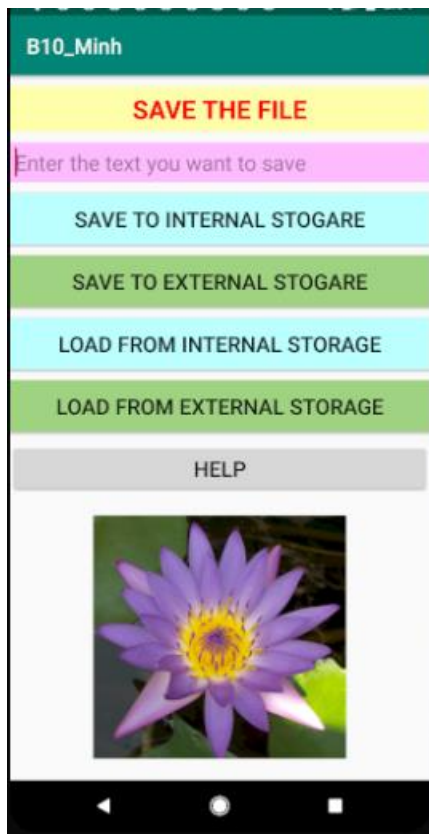 B10_Minh
SAVE THE FILE
Enter the text you want to save
SAVE TO INTERNAL STOGARE
SAVE TO EXTERNAL STOGARE
LOAD FROM INTERNAL STORAGE
LOAD FROM EXTERNAL STORAGE
HELP